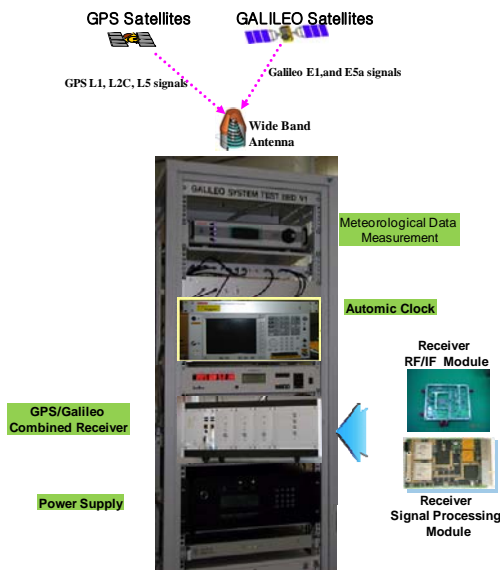 GPS Satellites
GALILEO Satellites
GPS L1, L2C, L5 signals
Galileo E1,and E5a signals
Wide Band
Antenna
GALILEO SYSTEM TEST BED V1
Meteorological Data
Measurement
Automic Clock
Receiver
RF/IF Module
GPS/Galileo
Combined Receiver
Power Supply
Receiver
Signal Processing
Module